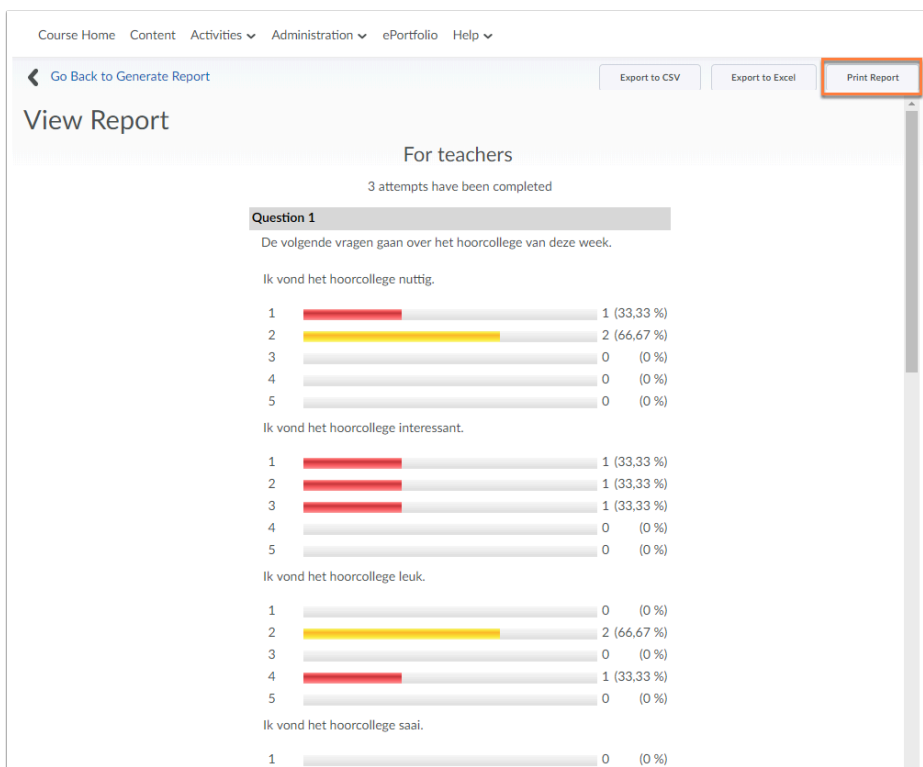 Course Home Content Activities Administration ePortfolio Help
Go Back to Generate Report Export to CSV Export to Excel Print Report
View Report
For teachers
3 attempts have been completed
Question 1
De volgende vragen gaan over het hoorcollege van deze week.
Ik vond het hoorcollege nuttig.
1 1 (33,33 %)
2 2 (66,67 %)
3 0 (0 %)
4 0 (0 %)
5 0 (0 %)
Ik vond het hoorcollege interessant.
1 1 (33,33 %)
2 1 (33,33 %)
3 1 (33,33 %)
4 0 (0 %)
5 0 (0 %)
Ik vond het hoorcollege leuk.
1 0 (0 %)
2 2 (66,67 %)
3 0 (0 %)
4 1 (33,33 %)
5 0 (0 %)
Ik vond het hoorcollege saai.
1 0 (0 %)